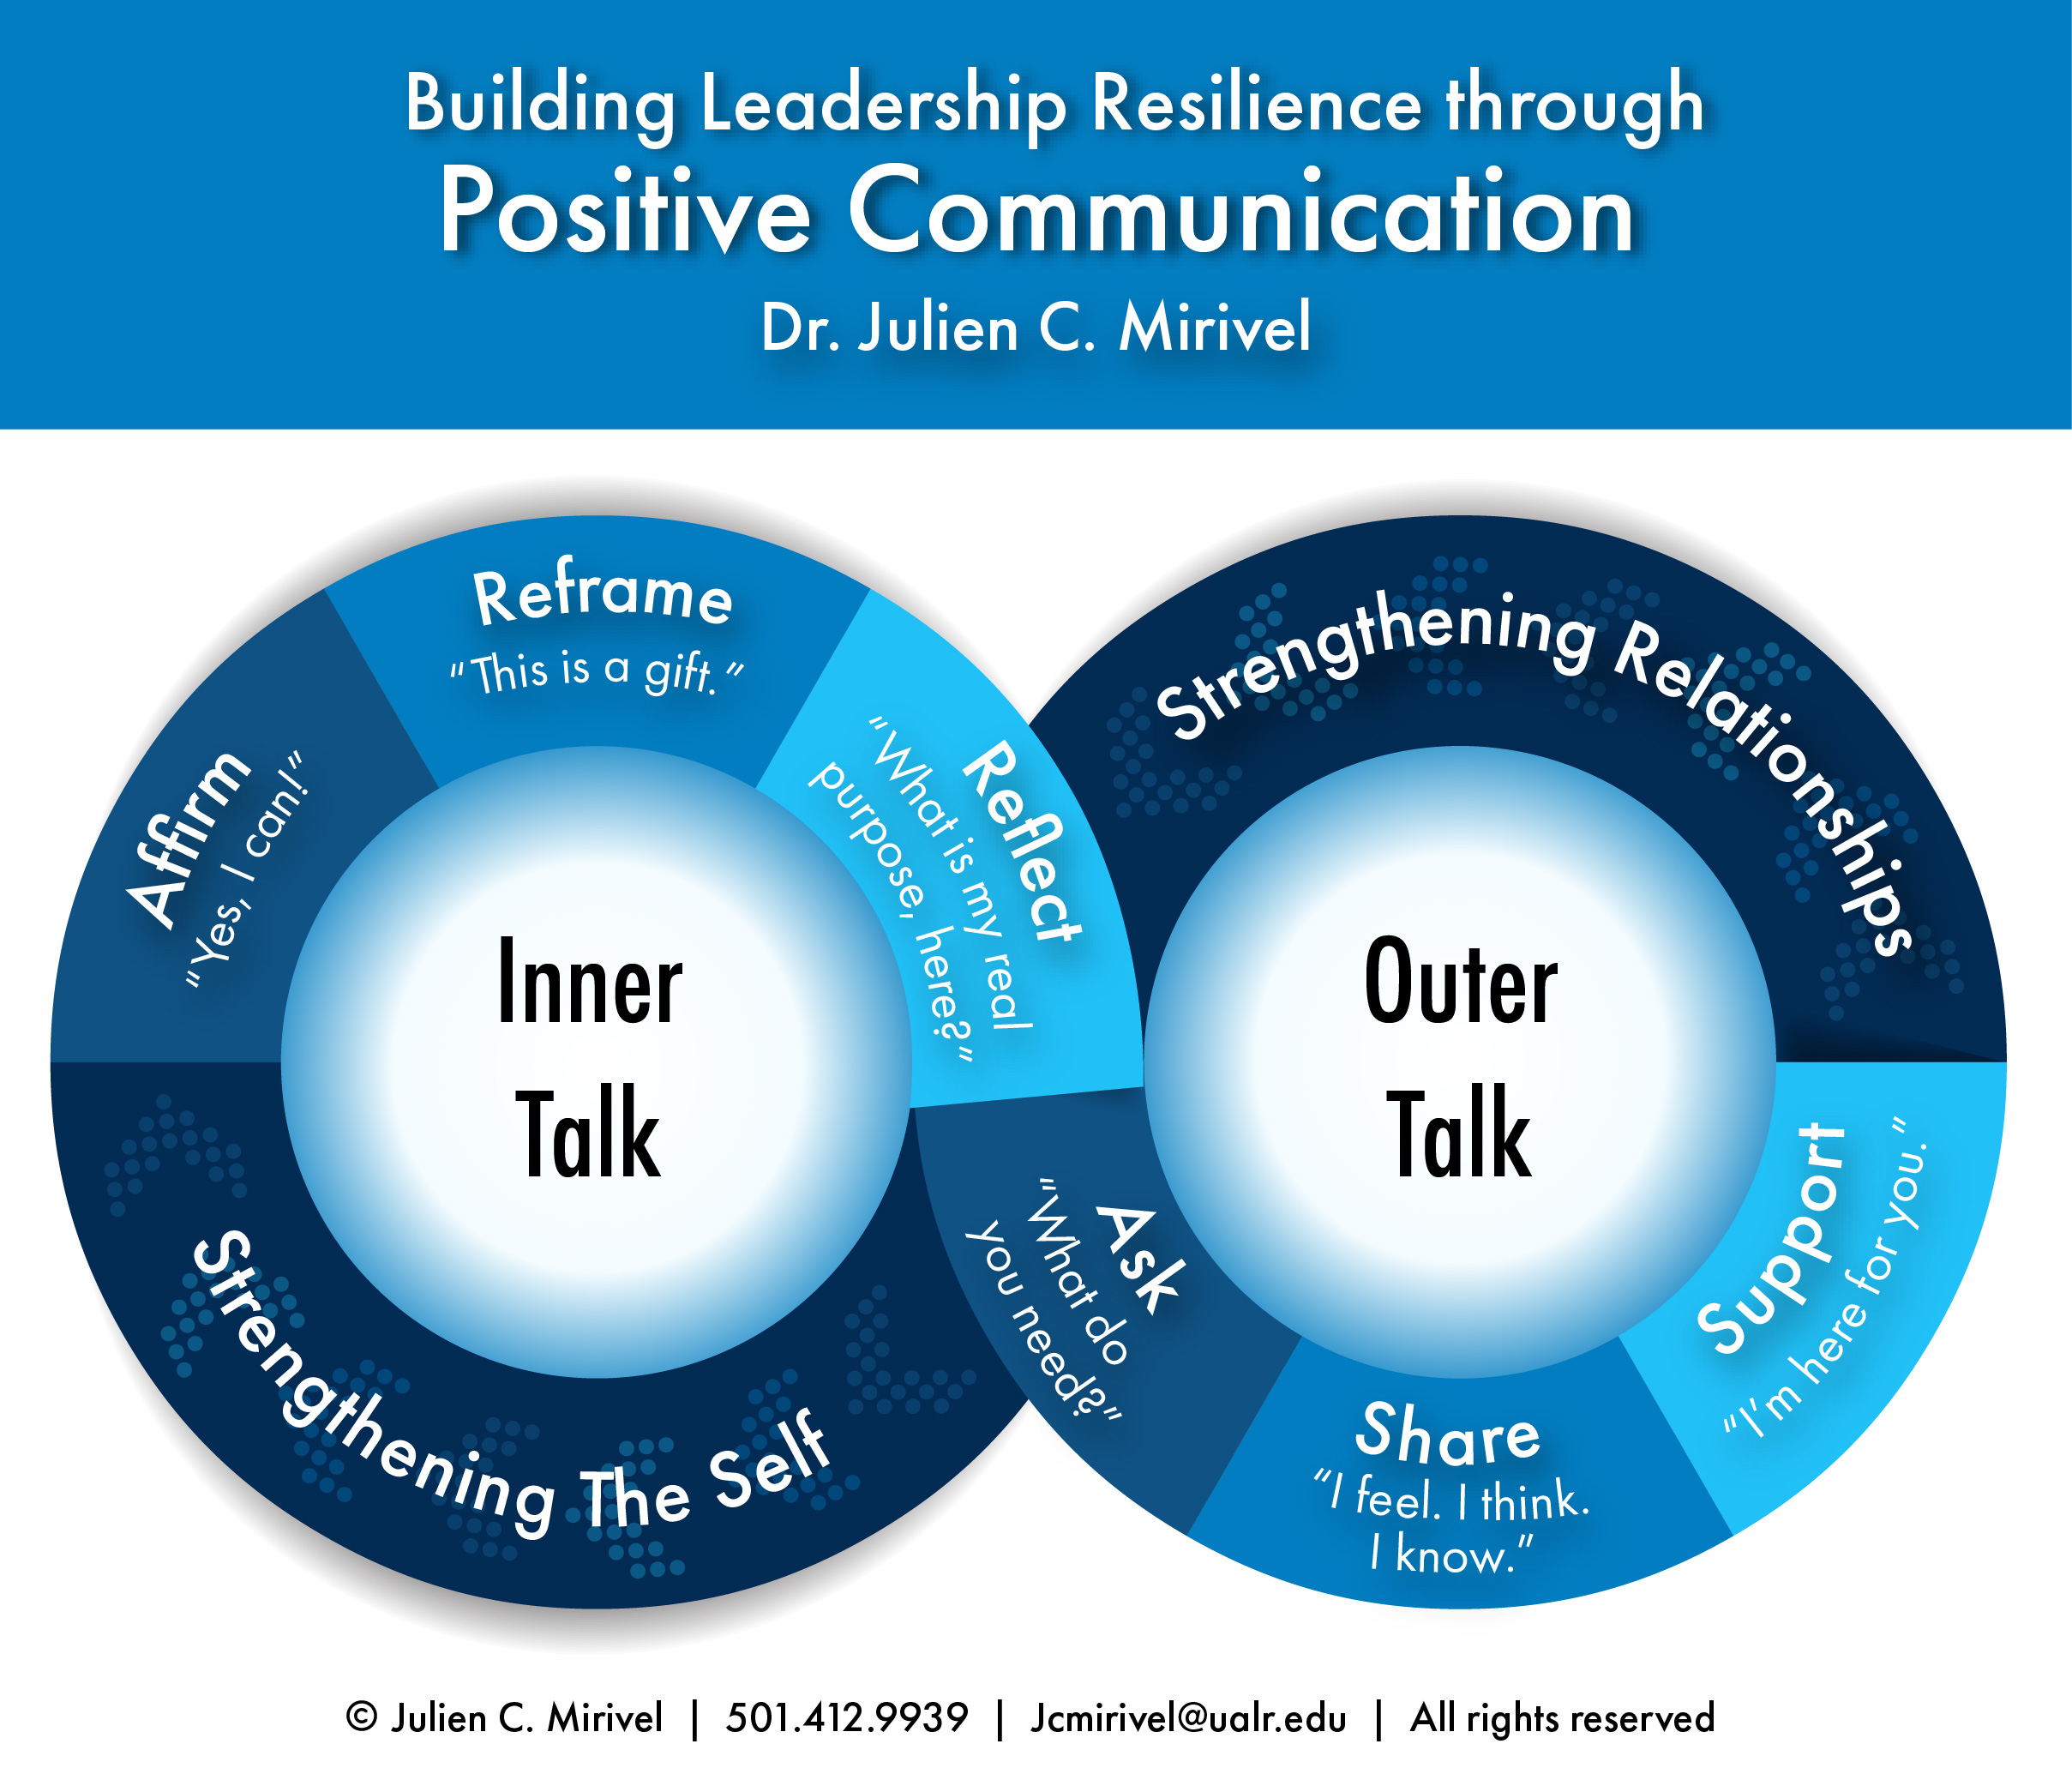 Building Leadership Resilience through
Positive Communication
Dr. Julien C. Mirivel
Affirm
"Yes, I can!"
Reframe
"This is a gift."
Reflect
"What is my real
purpose, here?"
Inner
Talk
Strengthening The Self
Strengthening Relationships
Outer
Talk
Ask
"What do
you need?"
Share
"I feel. I think.
I know."
Support
"I'm here for you."
© Julien C. Mirivel | 501.412.9939 | Jcmirivel@ualr.edu | All rights reserved